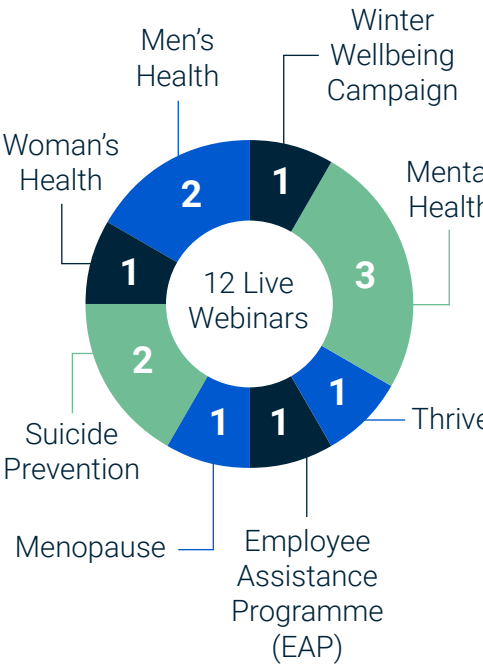 Winter
Wellbeing
Campaign
Men's
Health
Woman's
Health
Menta
Health
1
2
1
3
12 Live
Webinars
2
1
1
1
Thrive
Suicide
Prevention
Menopause
Employee
Assistance
Programme
(EAP)